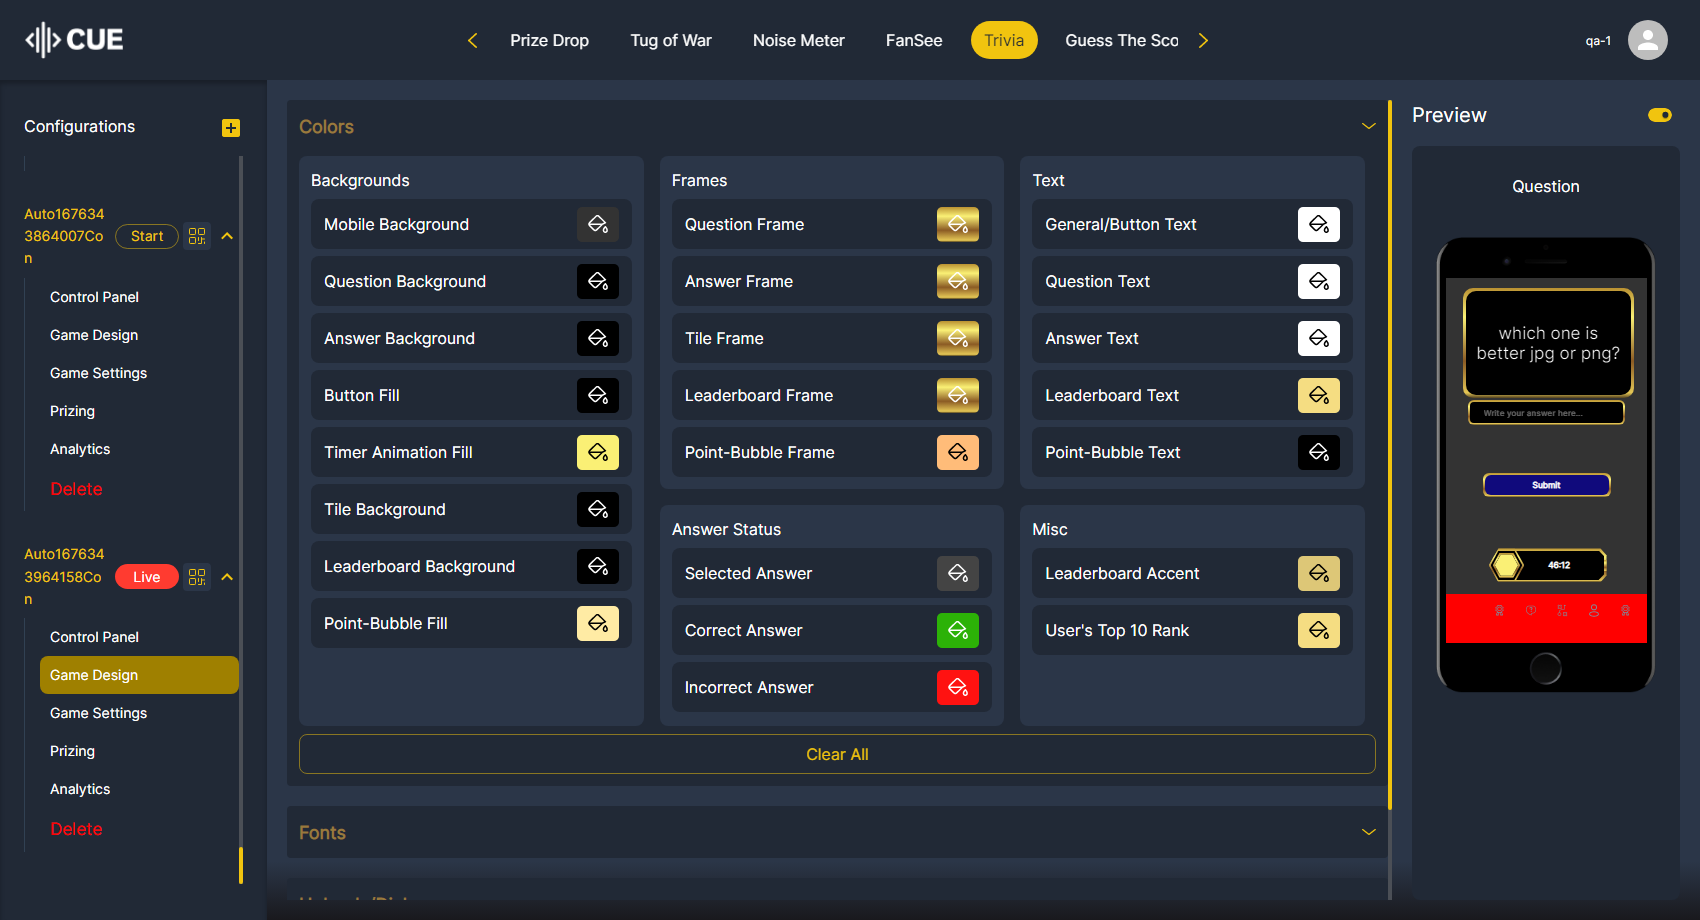 CUE
Prize Drop
Tug of War
Noise Meter
FanSee
Trivia
Guess The Sco
qa-1
Configurations
Auto167634
3864007Co
n
Start
Control Panel
Game Design
Game Settings
Prizing
Analytics
Delete
Auto167634
3964158Co
n
Live
Control Panel
Game Design
Game Settings
Prizing
Analytics
Delete
Colors
Backgrounds
Mobile Background
Question Background
Answer Background
Button Fill
Timer Animation Fill
Tile Background
Leaderboard Background
Point-Bubble Fill
Frames
Question Frame
Answer Frame
Tile Frame
Leaderboard Frame
Point-Bubble Frame
Text
General/Button Text
Question Text
Answer Text
Leaderboard Text
Point-Bubble Text
Answer Status
Selected Answer
Correct Answer
Incorrect Answer
Misc
Leaderboard Accent
User's Top 10 Rank
Clear All
Fonts
Preview
Question
which one is
better jpg or png?
Write your answer here...
Submit
46:12